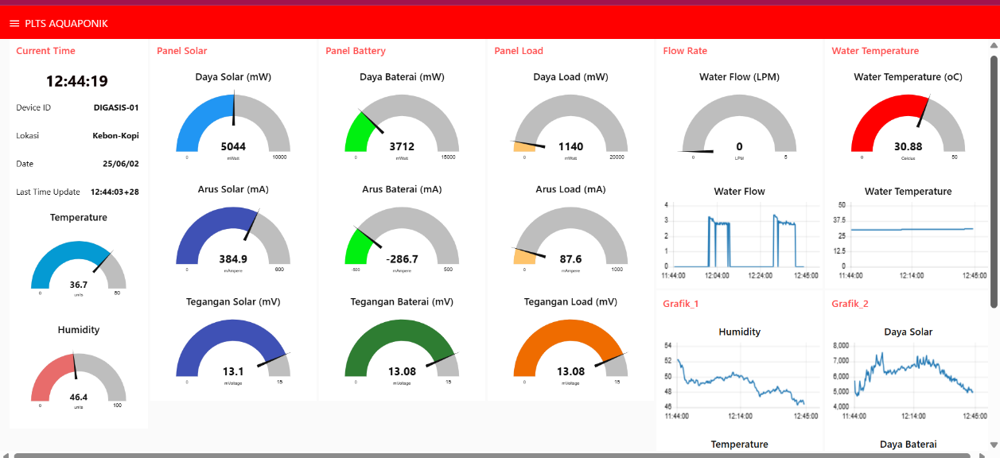 PLTS AQUAPONIK
Current Time
12:44:19
Device ID DIGASIS-01
Lokasi Kebon-Kopi
Date 25/06/02
Last Time Update 12:44:03+28
Temperature
36.7
units
0 50
Humidity
46.4
units
0 100
Panel Solar
Daya Solar (mW)
5044
0 mWatt 10000
Arus Solar (mA)
384.9
0 mAmpere 600
Tegangan Solar (mV)
13.1
0 mVoltage 15
Panel Battery
Daya Baterai (mW)
3712
0 mWatt 15000
Arus Baterai (mA)
-286.7
-500 mAmpere 500
Tegangan Baterai (mV)
13.08
0 mVoltage 15
Panel Load
Daya Load (mW)
1140
0 mWatt 20000
Arus Load (mA)
87.6
0 mAmpere 1000
Tegangan Load (mV)
13.08
0 mVoltage 15
Flow Rate
Water Flow (LPM)
0
0 LPM 5
Water Flow
4
3
2
1
0
11:44:00 12:04:00 12:24:00 12:45:00
Water Temperature
Water Temperature (oC)
30.88
0 Celcius 50
Water Temperature
50
37.5
25
12.5
0
11:44:00 12:14:00 12:45:00
Grafik_1
Humidity
54
52
50
48
46
11:44:00 12:14:00 12:45:00
Temperature
Grafik_2
Daya Solar
8,000
7,000
6,000
5,000
4,000
11:44:00 12:14:00 12:45:00
Daya Baterai